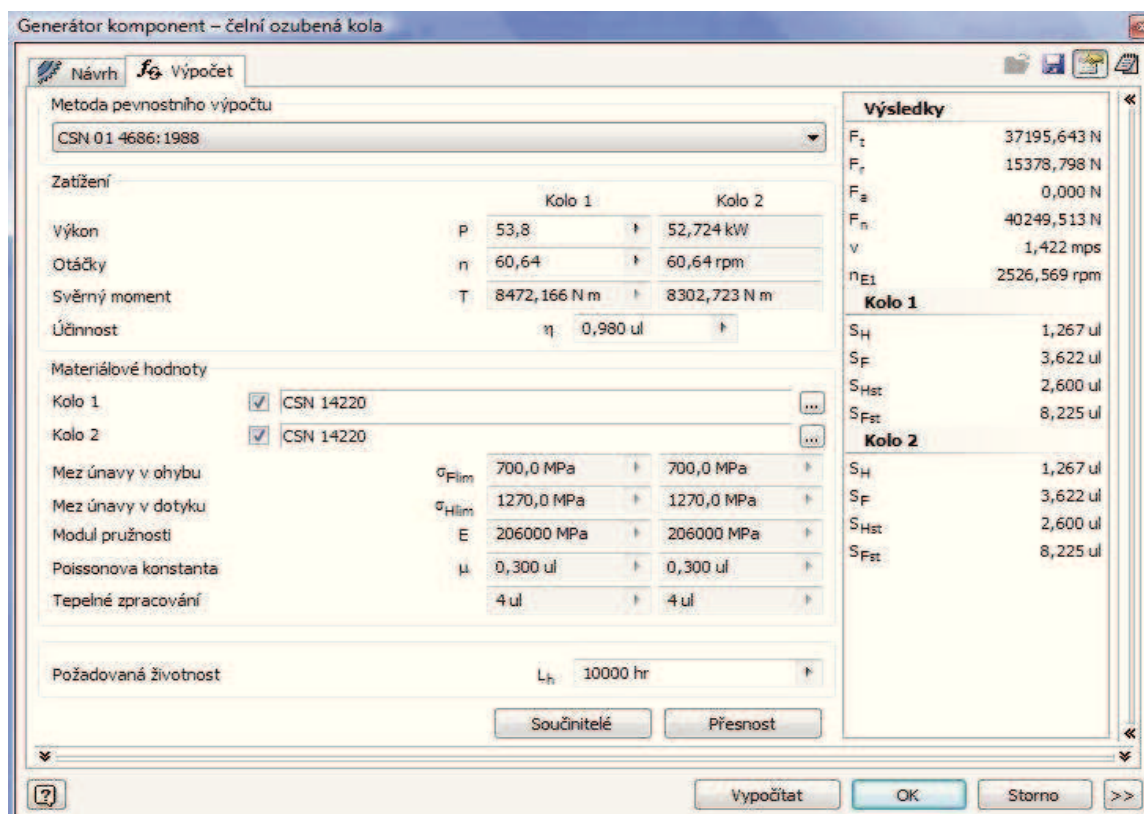 Generátor komponent – čelní ozubená kola
Návrh Výpočet
Metoda pevnostního výpočtu
CSN 01 4686:1988
Zatížení
Kolo 1 Kolo 2
Výkon P 53,8 52,724 kW
Otáčky n 60,64 60,64 rpm
Svěrný moment T 8472,166 N m 8302,723 N m
Účinnost η 0,980 ul
Materiálové hodnoty
Kolo 1 CSN 14220 ...
Kolo 2 CSN 14220 ...
Mez únavy v ohybu σFlim 700,0 MPa 700,0 MPa
Mez únavy v dotyku σHlim 1270,0 MPa 1270,0 MPa
Modul pružnosti E 206000 MPa 206000 MPa
Poissonova konstanta μ 0,300 ul 0,300 ul
Tepelné zpracování 4 ul 4 ul
Požadovaná životnost Lh 10000 hr
Součinitelé Přesnost
Výsledky
Ft 37195,643 N
Fr 15378,798 N
Fa 0,000 N
Fn 40249,513 N
v 1,422 mps
nE1 2526,569 rpm
Kolo 1
SH 1,267 ul
SF 3,622 ul
SHst 2,600 ul
SFst 8,225 ul
Kolo 2
SH 1,267 ul
SF 3,622 ul
SHst 2,600 ul
SFst 8,225 ul
Vypočítat OK Storno >>